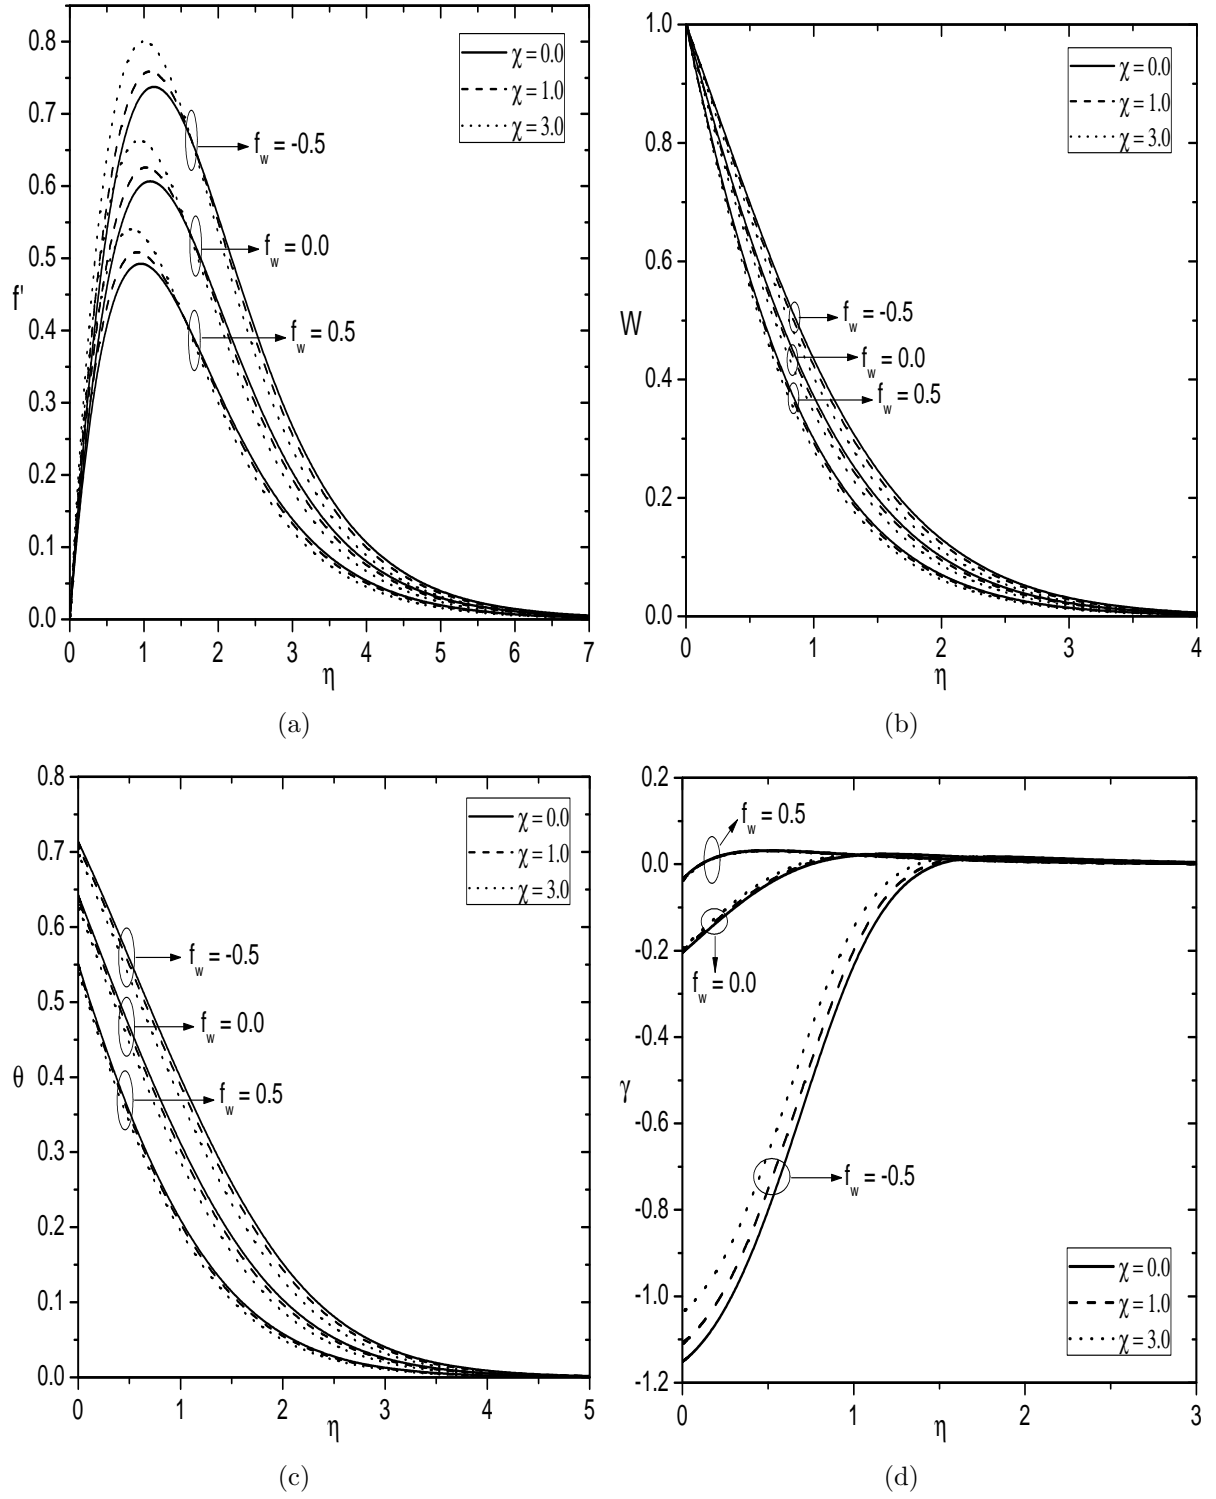 0.8
0.7
0.6
0.5
0.4
0.3
0.2
0.1
0.0
f'
0 1 2 3 4 5 6 7
η
χ = 0.0
χ = 1.0
χ = 3.0
f_w = -0.5
f_w = 0.0
f_w = 0.5
(a)
1.0
0.8
0.6
0.4
0.2
0.0
W
0 1 2 3 4
η
χ = 0.0
χ = 1.0
χ = 3.0
f_w = -0.5
f_w = 0.0
f_w = 0.5
(b)
0.8
0.7
0.6
0.5
0.4
0.3
0.2
0.1
0.0
θ
0 1 2 3 4 5
η
χ = 0.0
χ = 1.0
χ = 3.0
f_w = -0.5
f_w = 0.0
f_w = 0.5
(c)
0.2
0.0
-0.2
-0.4
-0.6
-0.8
-1.0
-1.2
γ
0 1 2 3
η
f_w = 0.5
f_w = 0.0
f_w = -0.5
χ = 0.0
χ = 1.0
χ = 3.0
(d)